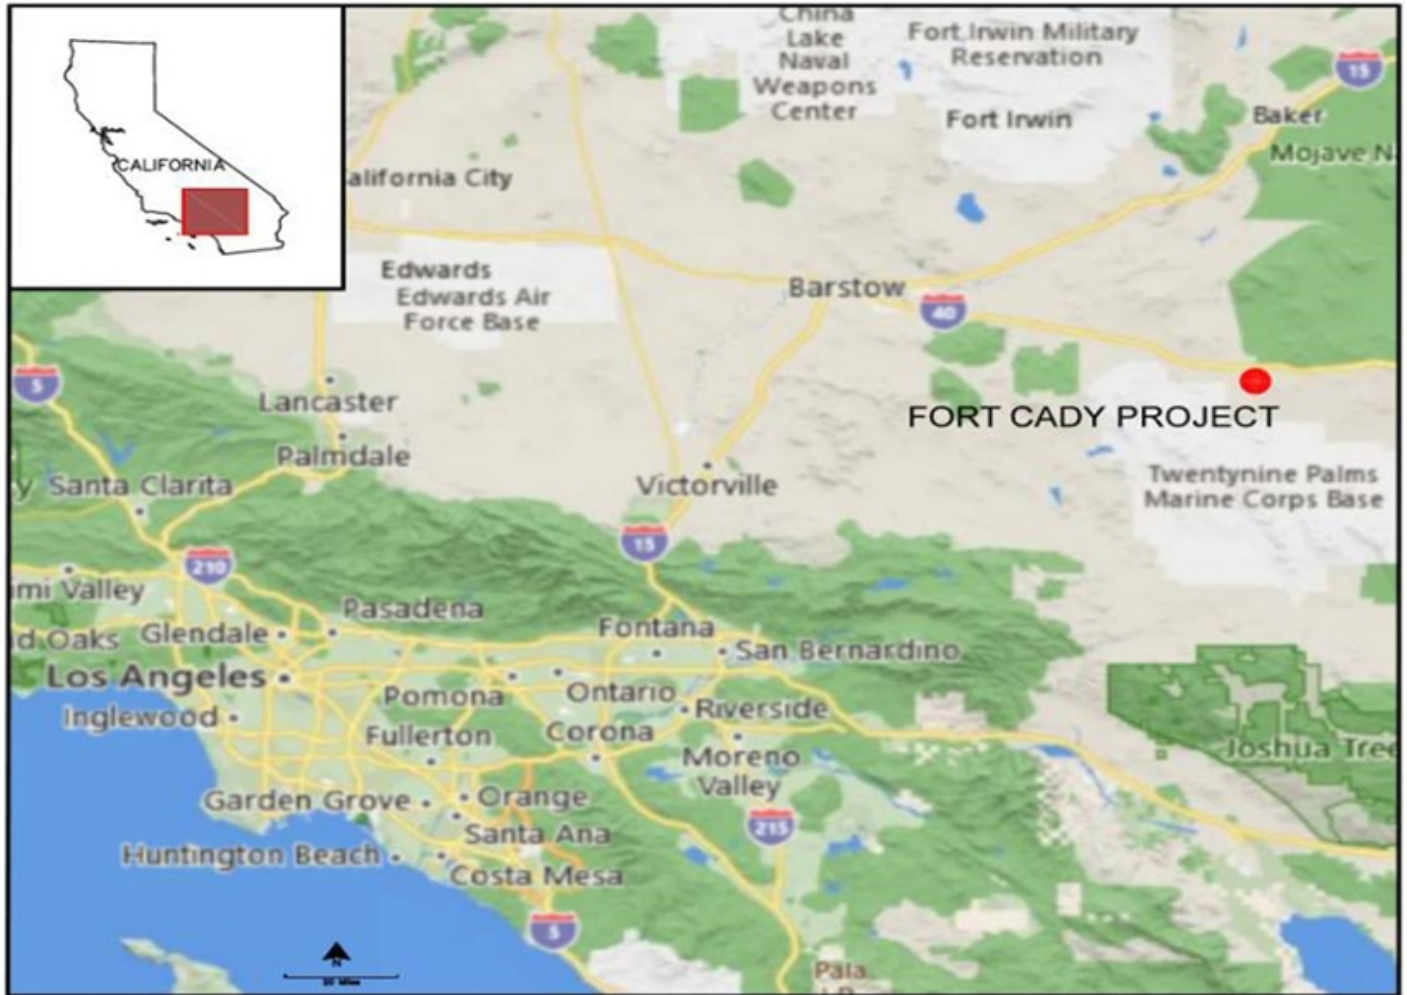 CALIFORNIA
China
Lake
Naval
Weapons
Center
Fort Irwin Military
Reservation
Fort Irwin
15
Baker
Mojave N
alifornia City
Edwards
Edwards Air
Force Base
Barstow
40
5
Lancaster
Palmdale
FORT CADY PROJECT
Santa Clarita
Victorville
Twentynine Palms
Marine Corps Base
15
210
imi Valley
Pasadena
Fontana
d Oaks
Glendale
San Bernardino
Los Angeles
Pomona
Ontario
Inglewood
Riverside
Fullerton
Corona
Moreno
Valley
Joshua Tree
Garden Grove
Orange
Santa Ana
215
Huntington Beach
Costa Mesa
5
N
20 Miles
Pala